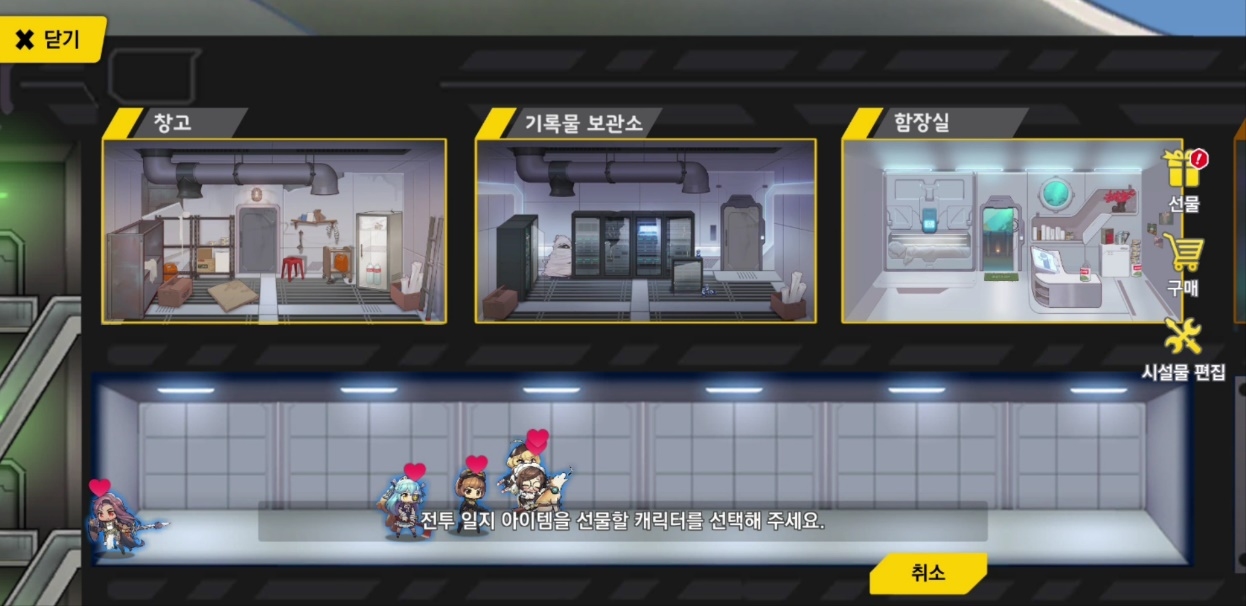 닫기
창고
기록물 보관소
함장실
선물
구매
시설물 편집
전투 일지 아이템을 선물할 캐릭터를 선택해 주세요.
취소